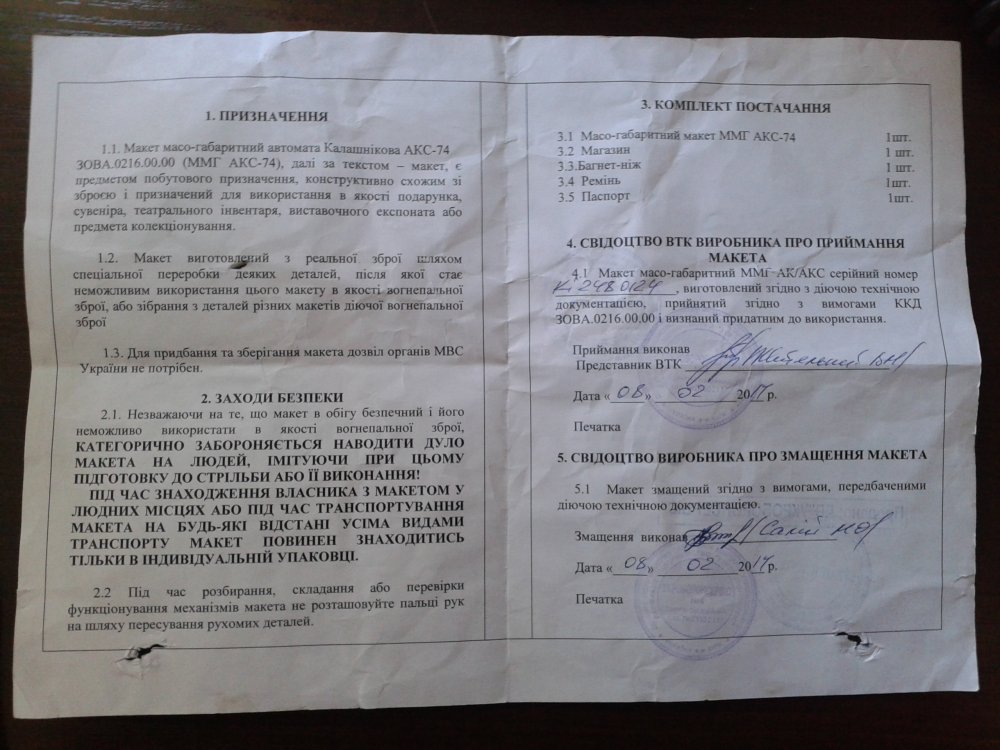 1. ПРИЗНАЧЕННЯ
1.1. Макет масо-габаритний автомата Калашнікова АКС-74
ЗОВА.0216.00.00 (ММГ АКС-74), далі за текстом – макет, є
предметом побутового призначення, конструктивно схожим зі
зброєю і призначений для використання в якості подарунка,
сувеніра, театрального інвентаря, виставочного експоната або
предмета колекціонування.
1.2. Макет виготовлений з реальної зброї шляхом
спеціальної переробки деяких деталей, після якої стає
неможливим використання цього макету в якості вогнепальної
зброї, або зібрання з деталей різних макетів діючої вогнепальної
зброї
1.3. Для придбання та зберігання макета дозвіл органів МВС
України не потрібен.
2. ЗАХОДИ БЕЗПЕКИ
2.1. Незважаючи на те, що макет в обігу безпечний і його
неможливо використати в якості вогнепальної зброї,
КАТЕГОРИЧНО ЗАБОРОНЯЄТЬСЯ НАВОДИТИ ДУЛО
МАКЕТА НА ЛЮДЕЙ, ІМІТУЮЧИ ПРИ ЦЬОМУ
ПІДГОТОВКУ ДО СТРІЛЬБИ АБО ЇЇ ВИКОНАННЯ!
ПІД ЧАС ЗНАХОДЖЕННЯ ВЛАСНИКА З МАКЕТОМ У
ЛЮДНИХ МІСЦЯХ АБО ПІД ЧАС ТРАНСПОРТУВАННЯ
МАКЕТА НА БУДЬ-ЯКІ ВІДСТАНІ УСІМА ВИДАМИ
ТРАНСПОРТУ МАКЕТ ПОВИНЕН ЗНАХОДИТИСЬ
ТІЛЬКИ В ІНДИВІДУАЛЬНІЙ УПАКОВЦІ.
2.2 Під час розбирання, складання або перевірки
функціонування механізмів макета не розташовуйте пальці рук
на шляху пересування рухомих деталей.
3. КОМПЛЕКТ ПОСТАЧАННЯ
3.1 Масо-габаритний макет ММГ АКС-74 1шт.
3.2 Магазин 1 шт.
3.3.Багнет-ніж 1 шт.
3.4 Ремінь 1шт.
3.5 Паспорт 1шт.
4. СВІДОЦТВО ВТК ВИРОБНИКА ПРО ПРИЙМАННЯ
МАКЕТА
4.1 Макет масо-габаритний ММГ АК/АКС серійний номер
Кі2480124, виготовлений згідно з діючою технічною
документацією, прийнятий згідно з вимогами ККД
ЗОВА.0216.00.00 і визнаний придатним до використання.
Приймання виконав
Представник ВТК
Дата «08» 02 2017р.
Печатка
5. СВІДОЦТВО ВИРОБНИКА ПРО ЗМАЩЕННЯ МАКЕТА
5.1 Макет змащений згідно з вимогами, передбаченими
діючою технічною документацією.
Змащення виконав
Дата «08» 02 2017р.
Печатка